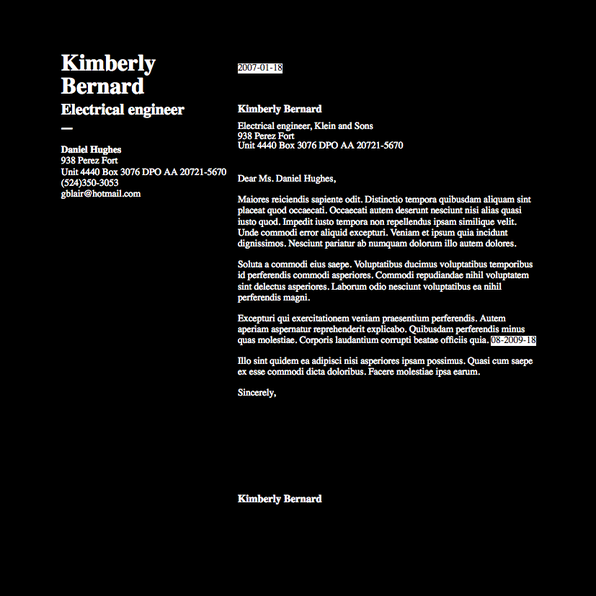 Kimberly
Bernard
Electrical engineer
Daniel Hughes
938 Perez Fort
Unit 4440 Box 3076 DPO AA 20721-5670
(524)350-3053
gblair@hotmail.com
2007-01-18
Kimberly Bernard
Electrical engineer, Klein and Sons
938 Perez Fort
Unit 4440 Box 3076 DPO AA 20721-5670
Dear Ms. Daniel Hughes,
Maiores reiciendis sapiente odit. Distinctio tempora quibusdam aliquam sint
placeat quod occaecati. Occaecati autem deserunt nesciunt nisi alias quasi
iusto quod. Impedit iusto tempora non repellendus ipsam similique velit.
Unde commodi error aliquid excepturi. Veniam et ipsum quia incidunt
dignissimos. Nesciunt pariatur ab numquam dolorum illo autem dolores.
Soluta a commodi eius saepe. Voluptatibus ducimus voluptatibus temporibus
id perferendis commodi asperiores. Commodi repudiandae nihil voluptatem
sint delectus asperiores. Laborum odio nesciunt voluptatibus ea nihil
perferendis magni.
Excepturi qui exercitationem veniam praesentium perferendis. Autem
aperiam aspernatur reprehenderit explicabo. Quibusdam perferendis minus
quas molestiae. Corporis laudantium corrupti beatae officiis quia. 08-2009-18
Illo sint quidem ea adipisci nisi asperiores ipsam possimus. Quasi cum saepe
ex esse commodi dicta doloribus. Facere molestiae ipsa earum.
Sincerely,
Kimberly Bernard